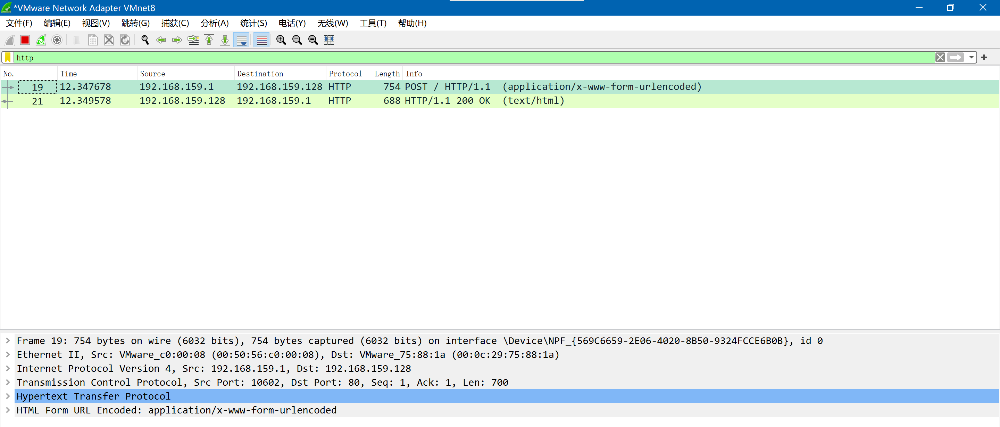 *VMware Network Adapter VMnet8
文件(F) 编辑(E) 视图(V) 跳转(G) 捕获(C) 分析(A) 统计(S) 电话(Y) 无线(W) 工具(T) 帮助(H)
http
No. Time Source Destination Protocol Length Info
19 12.347678 192.168.159.1 192.168.159.128 HTTP 754 POST / HTTP/1.1 (application/x-www-form-urlencoded)
21 12.349578 192.168.159.128 192.168.159.1 HTTP 688 HTTP/1.1 200 OK (text/html)
Frame 19: 754 bytes on wire (6032 bits), 754 bytes captured (6032 bits) on interface \Device\NPF_{569C6659-2E06-4020-8B50-9324FCCE6B0B}, id 0
Ethernet II, Src: VMware_c0:00:08 (00:50:56:c0:00:08), Dst: VMware_75:88:1a (00:0c:29:75:88:1a)
Internet Protocol Version 4, Src: 192.168.159.1, Dst: 192.168.159.128
Transmission Control Protocol, Src Port: 10602, Dst Port: 80, Seq: 1, Ack: 1, Len: 700
Hypertext Transfer Protocol
HTML Form URL Encoded: application/x-www-form-urlencoded